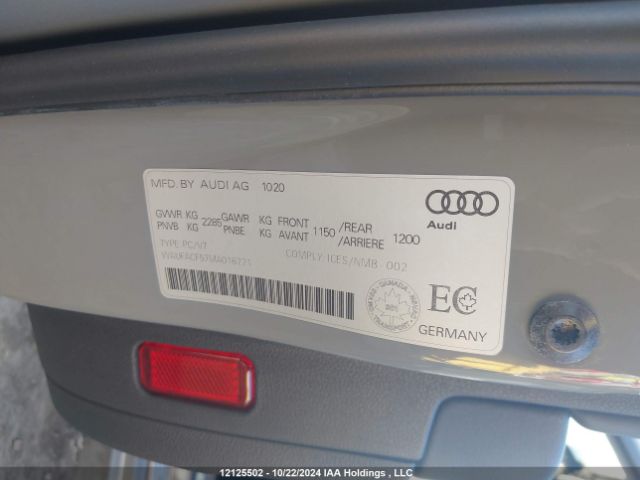 MFD. BY AUDI AG 1020
GVWR KG 2285 GAWR KG FRONT 1150 /REAR 1200
PNVB KG PNBE KG AVANT /ARRIERE
TYPE: PC/VT
COMPLY ICES/NMB-002
Audi
EC
GERMANY
12125502 - 10/22/2024 IAA Holdings , LLC